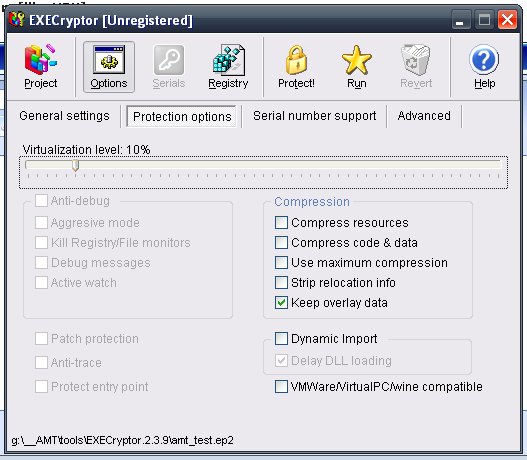 EXECryptor [Unregistered]
Project Options Serials Registry Protect! Run Revert Help
General settings Protection options Serial number support Advanced
Virtualization level: 10%
Anti-debug
Aggresive mode
Kill Registry/File monitors
Debug messages
Active watch
Compression
Compress resources
Compress code & data
Use maximum compression
Strip relocation info
Keep overlay data
Patch protection
Anti-trace
Protect entry point
Dynamic Import
Delay DLL loading
VMWare/VirtualPC/wine compatible
g:\__AMT\tools\EXECryptor.2.3.9\amt_test.ep2